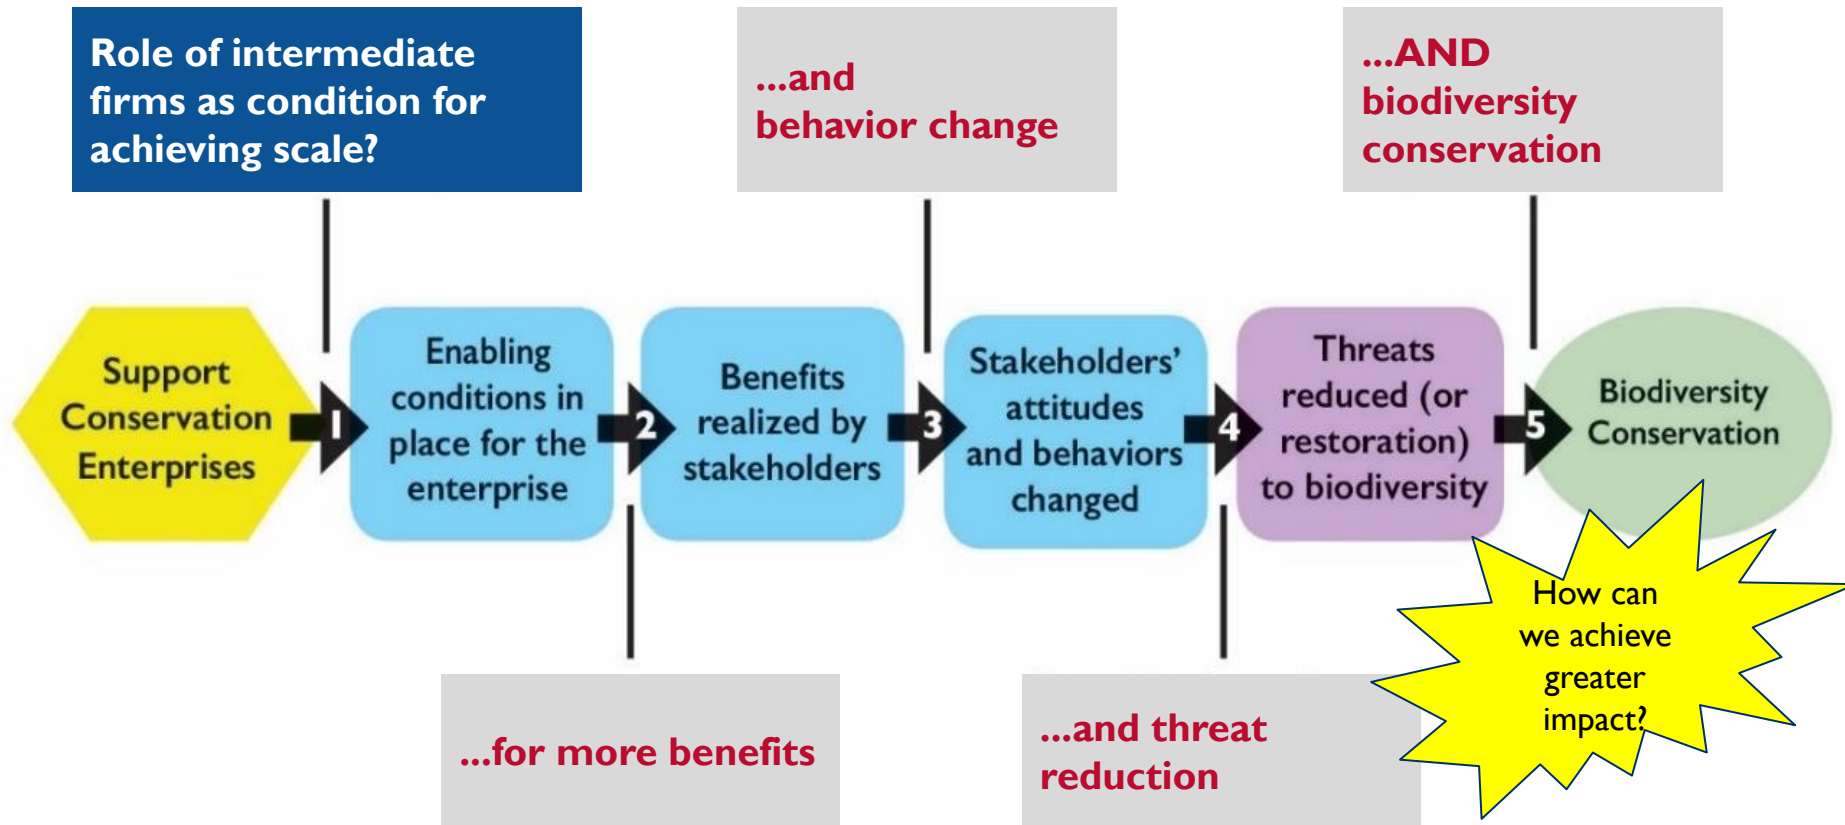 Role of intermediate
firms as condition for
achieving scale?
...and
behavior change
...AND
biodiversity
conservation
Support
Conservation
Enterprises
1
Enabling
conditions in
place for the
enterprise
2
Benefits
realized by
stakeholders
3
Stakeholders’
attitudes
and behaviors
changed
4
Threats
reduced (or
restoration)
to biodiversity
5
Biodiversity
Conservation
How can
we achieve
greater
impact?
...for more benefits
...and threat
reduction